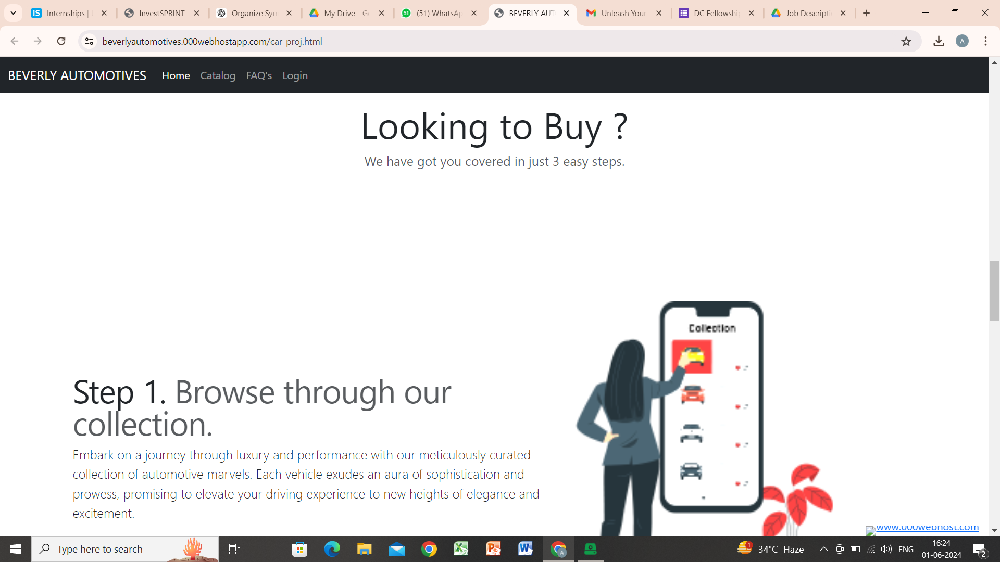 Internships | 
InvestSPRINT
Organize Sym
My Drive - Go
(51) WhatsAp
BEVERLY AUT
Unleash Your
DC Fellowship
Job Descripti
beverlyautomotives.000webhostapp.com/car_proj.html
A
BEVERLY AUTOMOTIVES Home Catalog FAQ's Login
Looking to Buy ?
We have got you covered in just 3 easy steps.
Collection
Step 1. Browse through our
collection.
Embark on a journey through luxury and performance with our meticulously curated
collection of automotive marvels. Each vehicle exudes an aura of sophistication and
prowess, promising to elevate your driving experience to new heights of elegance and
excitement.
www.000webhost.com
Type here to search
34°C Haze
ENG
16:24
01-06-2024
2